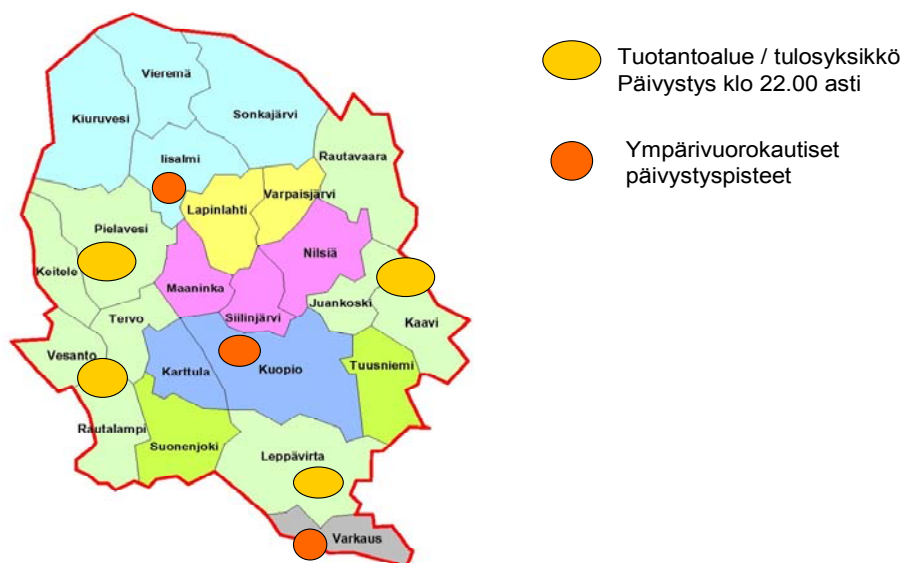 Tuotantoalue / tulosyksikkö
Päivystys klo 22.00 asti
Ympärivuorokautiset
päivystyspisteet
Vieremä
Kiuruvesi
Sonkajärvi
Iisalmi
Rautavaara
Varpaisjärvi
Lapinlahti
Pielavesi
Nilsiä
Keitele
Maaninka
Juankoski
Kaavi
Tervo
Siilinjärvi
Vesanto
Karttula
Kuopio
Tuusniemi
Rautalampi
Suonenjoki
Leppävirta
Varkaus